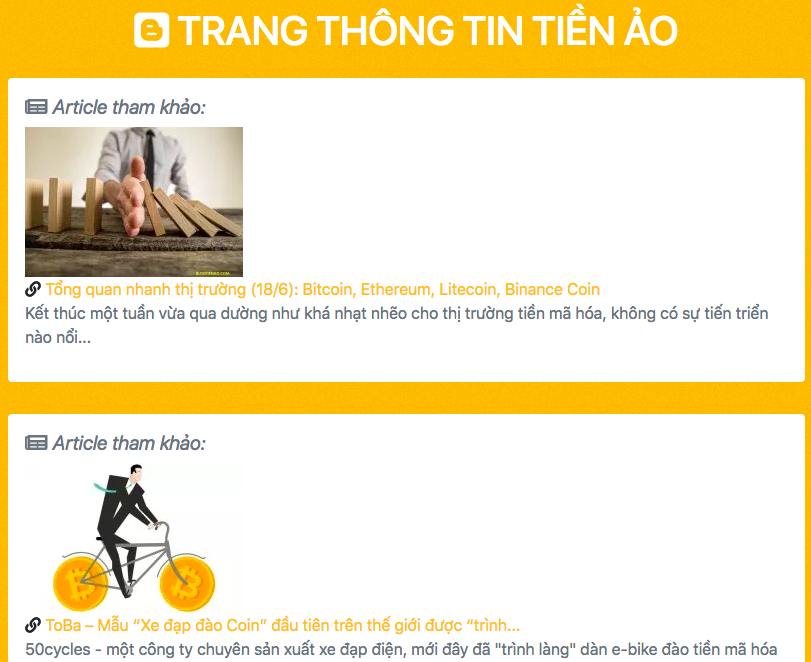 TRANG THÔNG TIN TIỀN ẢO
Article tham khảo:
BLOGTIENAO.COM
Tổng quan nhanh thị trường (18/6): Bitcoin, Ethereum, Litecoin, Binance Coin
Kết thúc một tuần vừa qua dường như khá nhạt nhẽo cho thị trường tiền mã hóa, không có sự tiến triển
nào nổi...
Article tham khảo:
ToBa – Mẫu “Xe đạp đào Coin” đầu tiên trên thế giới được “trình...
50cycles - một công ty chuyên sản xuất xe đạp điện, mới đây đã "trình làng" dàn e-bike đào tiền mã hóa